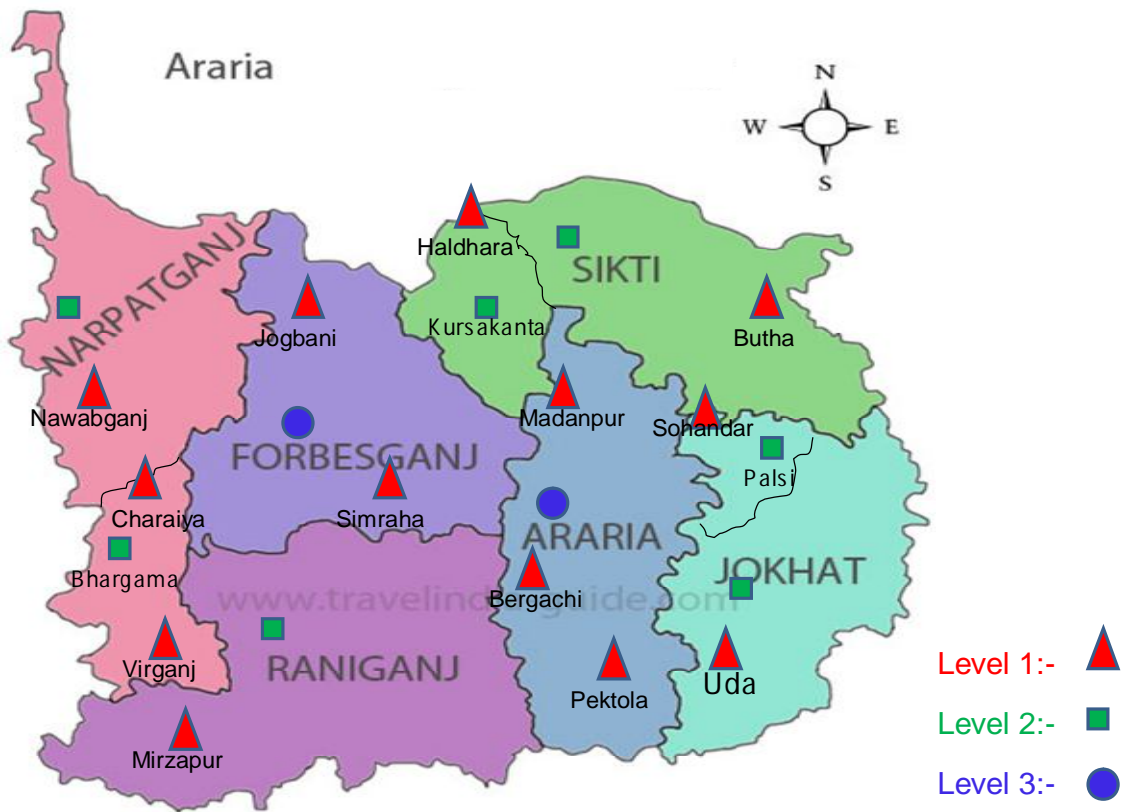 Araria
N
W E
S
Haldhara
SIKTI
NARPATGANJ
Jogbani
Kursakanta
Butha
Nawabganj
Madanpur
Sohandar
FORBESGANJ
Palsi
Charaiya
Simraha
ARARIA
Bhargama
JOKHAT
www.travelindiaguide.com
Bergachi
Virganj
RANIGANJ
Pektola
Uda
Mirzapur
Level 1:-
Level 2:-
Level 3:-